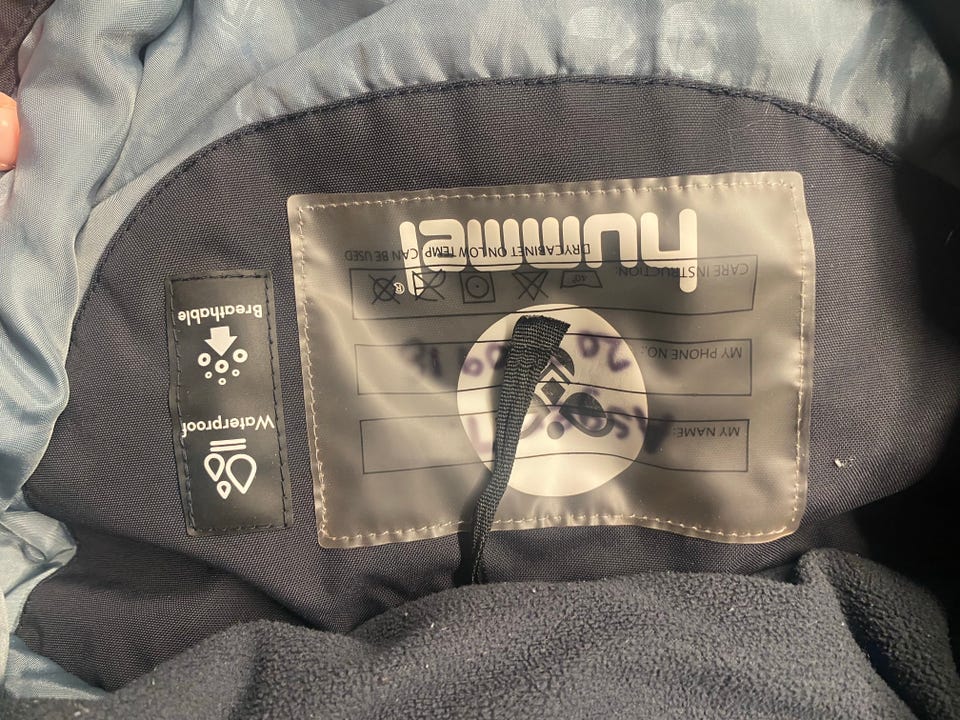 hummel
DRY CABINET ON LOW TEMP. CAN BE USED
CARE INSTRUCTION:
40°
®
MY PHONE NO.:
20
MY NAME:
Waterproof
Breathable